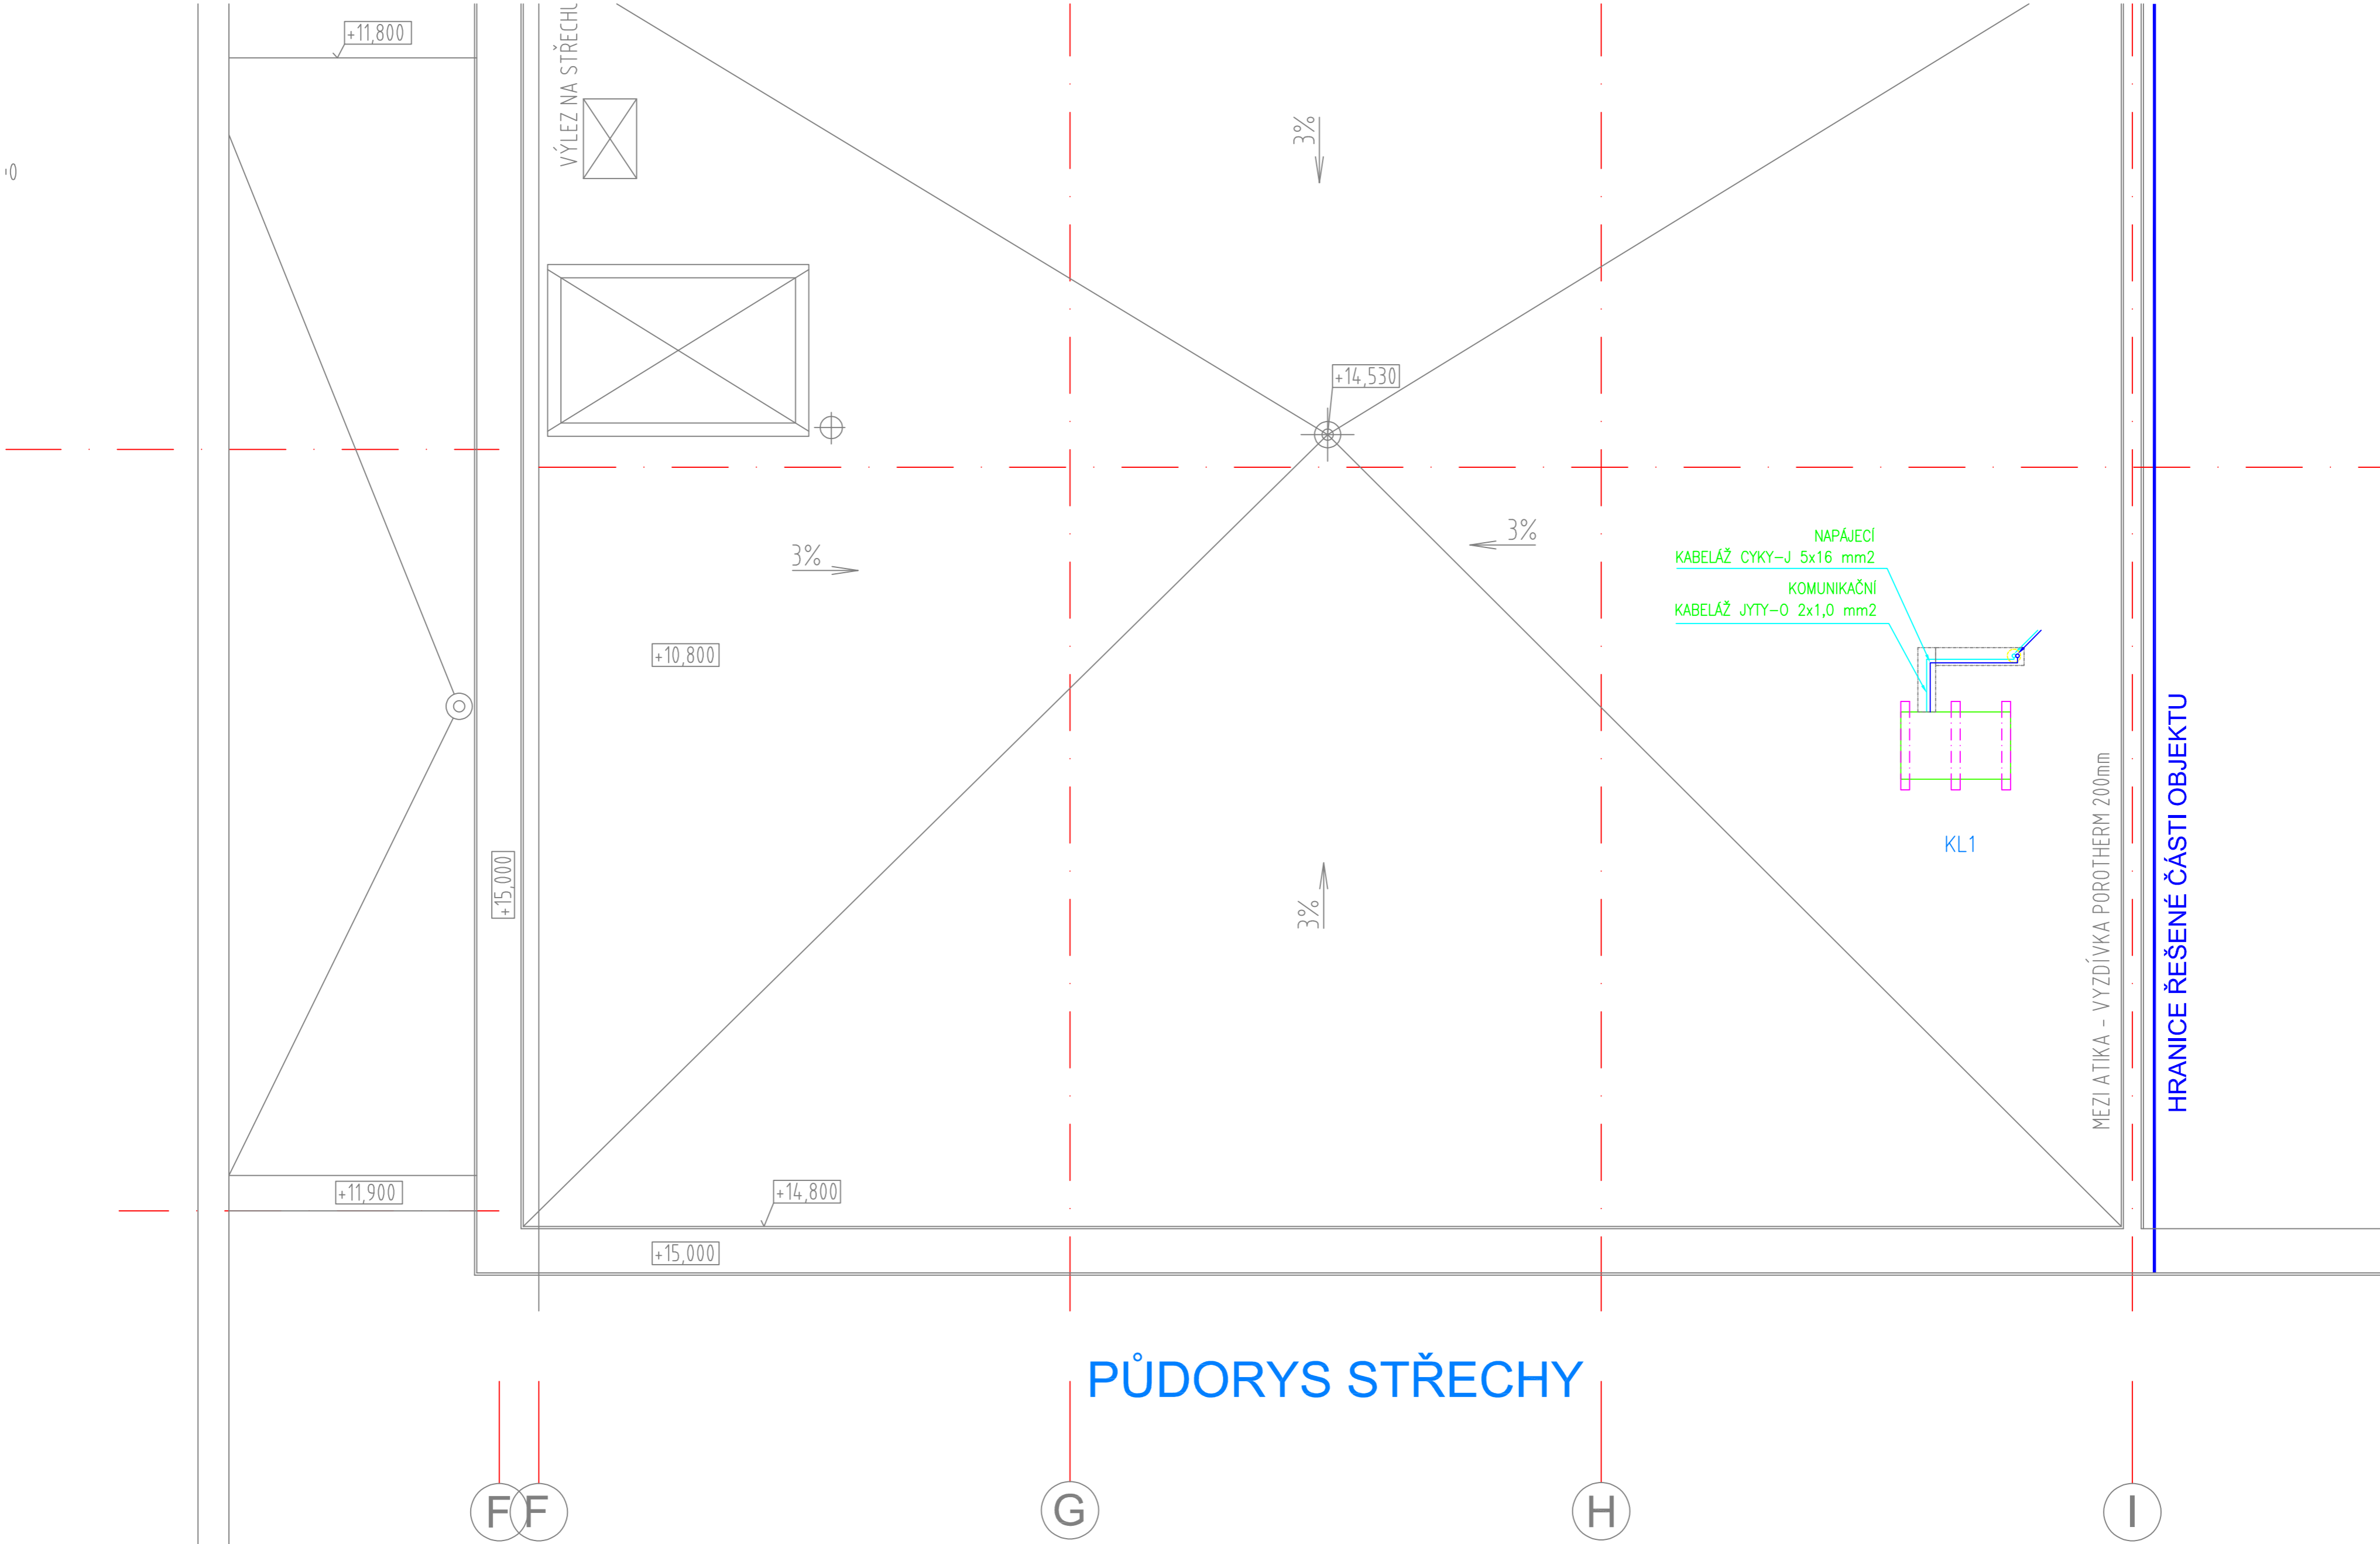 +11,800
VÝLEZ NA STŘECHU
3%
+14,530
3%
3%
NAPÁJECÍ
KABELÁŽ CYKY-J 5x16 mm2
KOMUNIKAČNÍ
KABELÁŽ JYTY-O 2x1,0 mm2
+10,800
HRANICE ŘEŠENÉ ČÁSTI OBJEKTU
MEZI ATIKA - VYZDÍVKA POROTHERM 200mm
KL1
+15,000
3%
+11,900
+14,800
+15,000
PŮDORYS STŘECHY
F
F
G
H
I